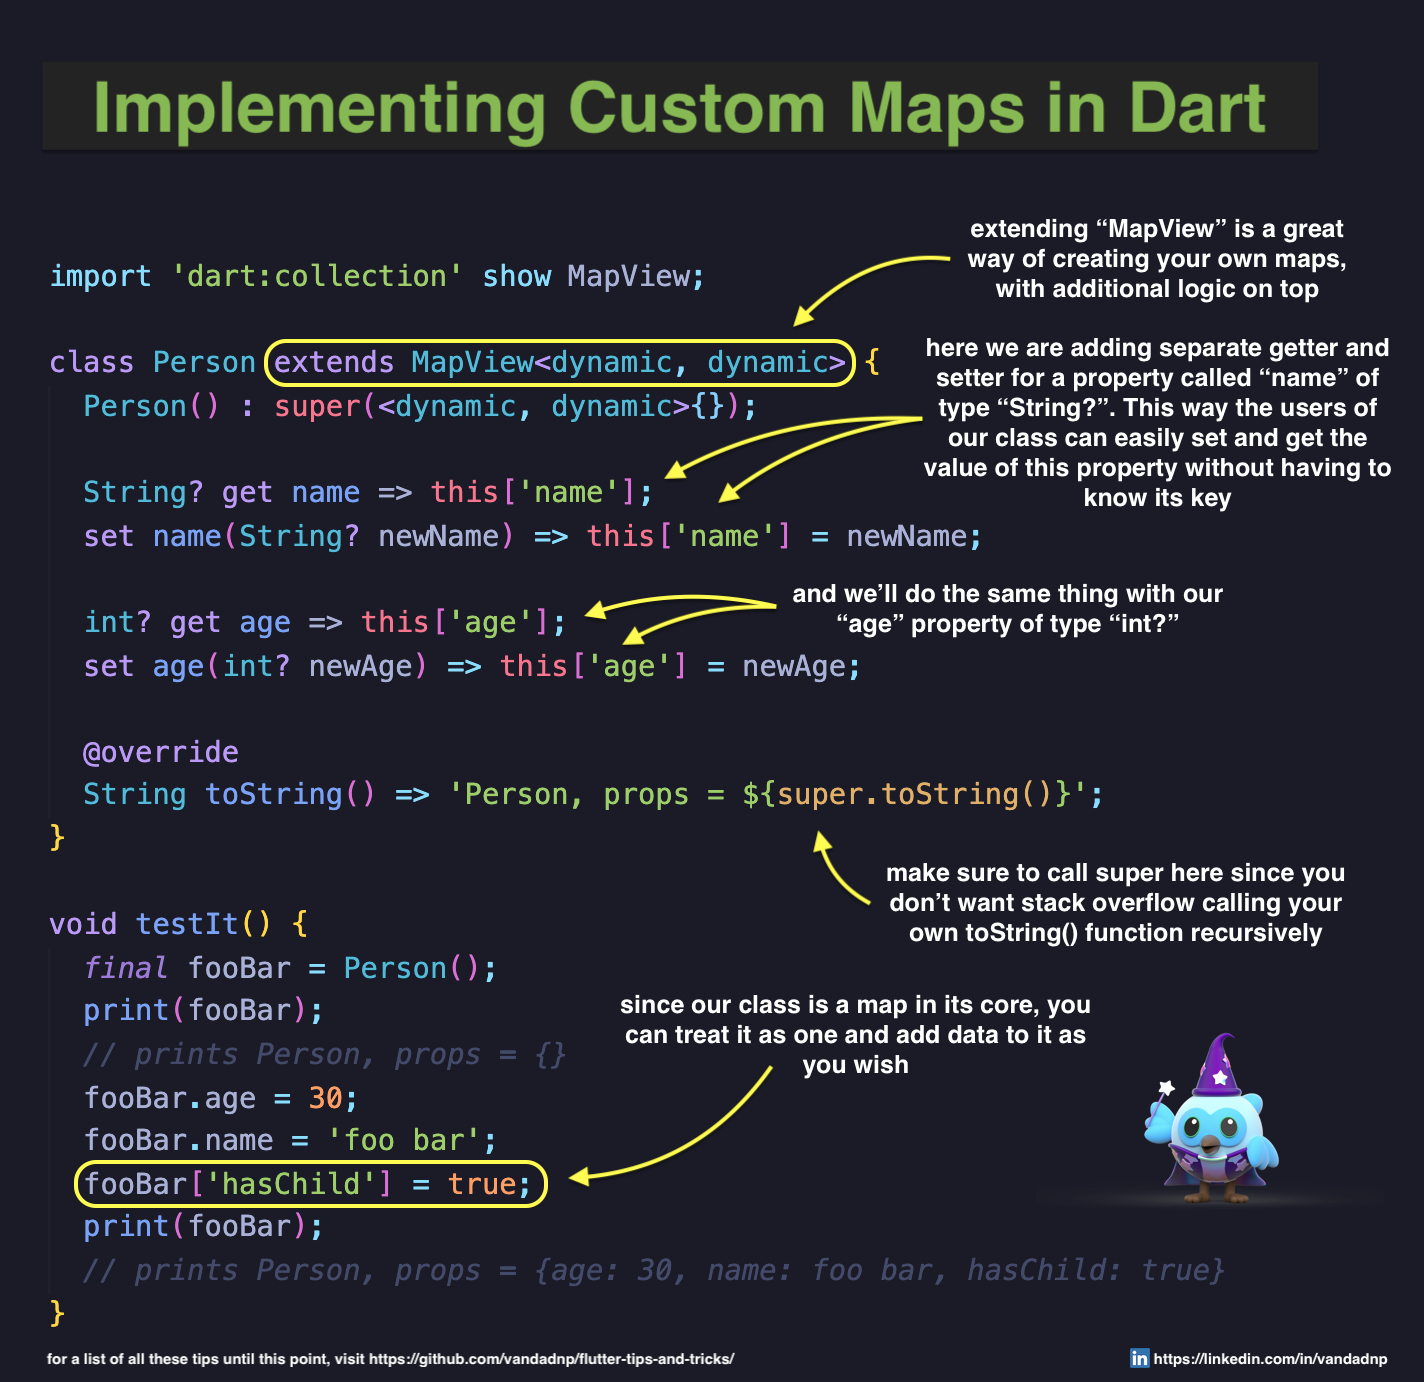 Implementing Custom Maps in Dart
extending “MapView” is a great
way of creating your own maps,
with additional logic on top
import 'dart:collection' show MapView;
class Person extends MapView<dynamic, dynamic> {
here we are adding separate getter and
setter for a property called “name” of
type “String?”. This way the users of
our class can easily set and get the
value of this property without having to
know its key
Person() : super(<dynamic, dynamic>{});
String? get name => this['name'];
set name(String? newName) => this['name'] = newName;
and we’ll do the same thing with our
“age” property of type “int?”
int? get age => this['age'];
set age(int? newAge) => this['age'] = newAge;
@override
String toString() => 'Person, props = ${super.toString()}';
}
make sure to call super here since you
don’t want stack overflow calling your
own toString() function recursively
void testIt() {
final fooBar = Person();
print(fooBar);
// prints Person, props = {}
since our class is a map in its core, you
can treat it as one and add data to it as
you wish
fooBar.age = 30;
fooBar.name = 'foo bar';
fooBar['hasChild'] = true;
print(fooBar);
// prints Person, props = {age: 30, name: foo bar, hasChild: true}
}
for a list of all these tips until this point, visit https://github.com/vandadnp/flutter-tips-and-tricks/
in https://linkedin.com/in/vandadnp